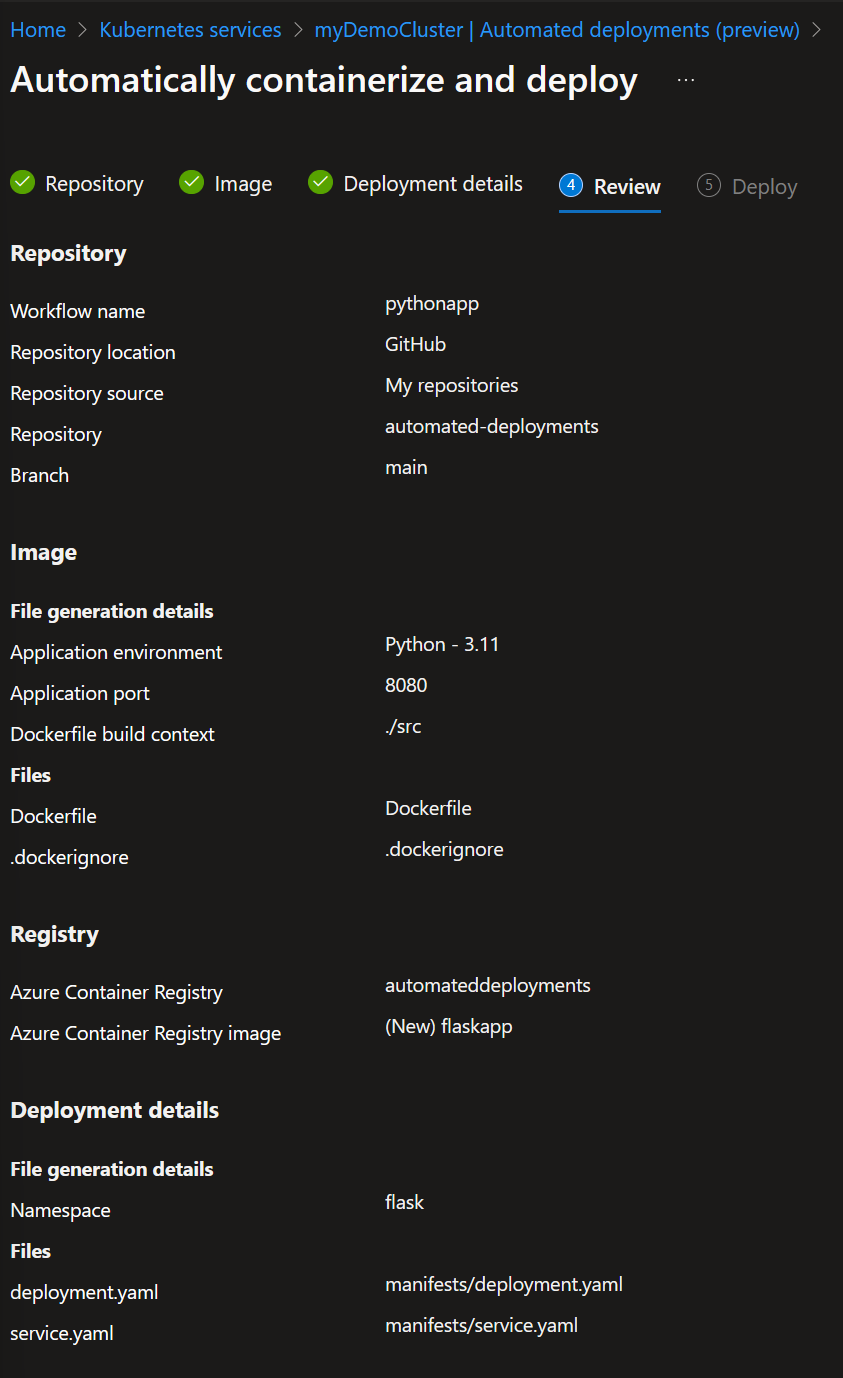 Home > Kubernetes services > myDemoCluster | Automated deployments (preview) >
Automatically containerize and deploy ...
Repository Image Deployment details 4 Review 5 Deploy
Repository
Workflow name pythonapp
Repository location GitHub
Repository source My repositories
Repository automated-deployments
Branch main
Image
File generation details
Application environment Python - 3.11
Application port 8080
Dockerfile build context ./src
Files
Dockerfile Dockerfile
.dockerignore .dockerignore
Registry
Azure Container Registry automateddeployments
Azure Container Registry image (New) flaskapp
Deployment details
File generation details
Namespace flask
Files
deployment.yaml manifests/deployment.yaml
service.yaml manifests/service.yaml